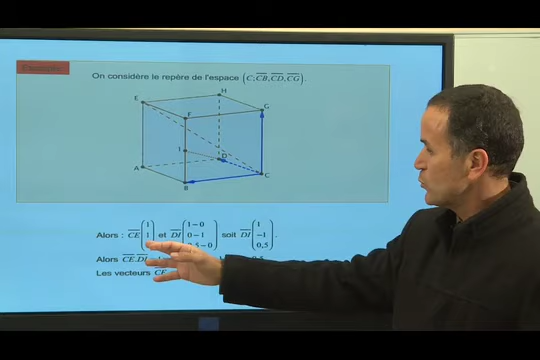 Exemple
On considère le repère de l'espace (C; CB, CD, CG).
H
E
G
F
I
D
C
A
B
Alors : CE (1 1 1) et DI (1−0 0−1 0,5−0) soit DI (1 −1 0,5).
Alors CE.DI
Les vecteurs CE